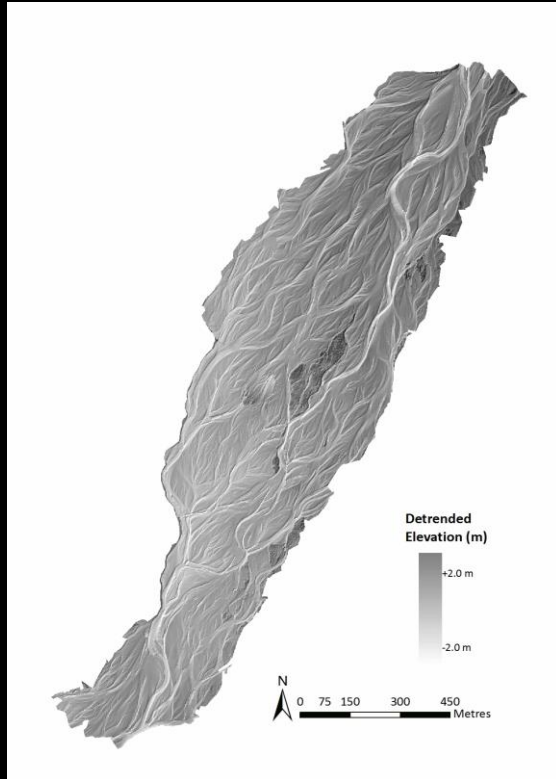 Detrended
Elevation (m)
+2.0 m
-2.0 m
N
0 75 150 300 450
Metres